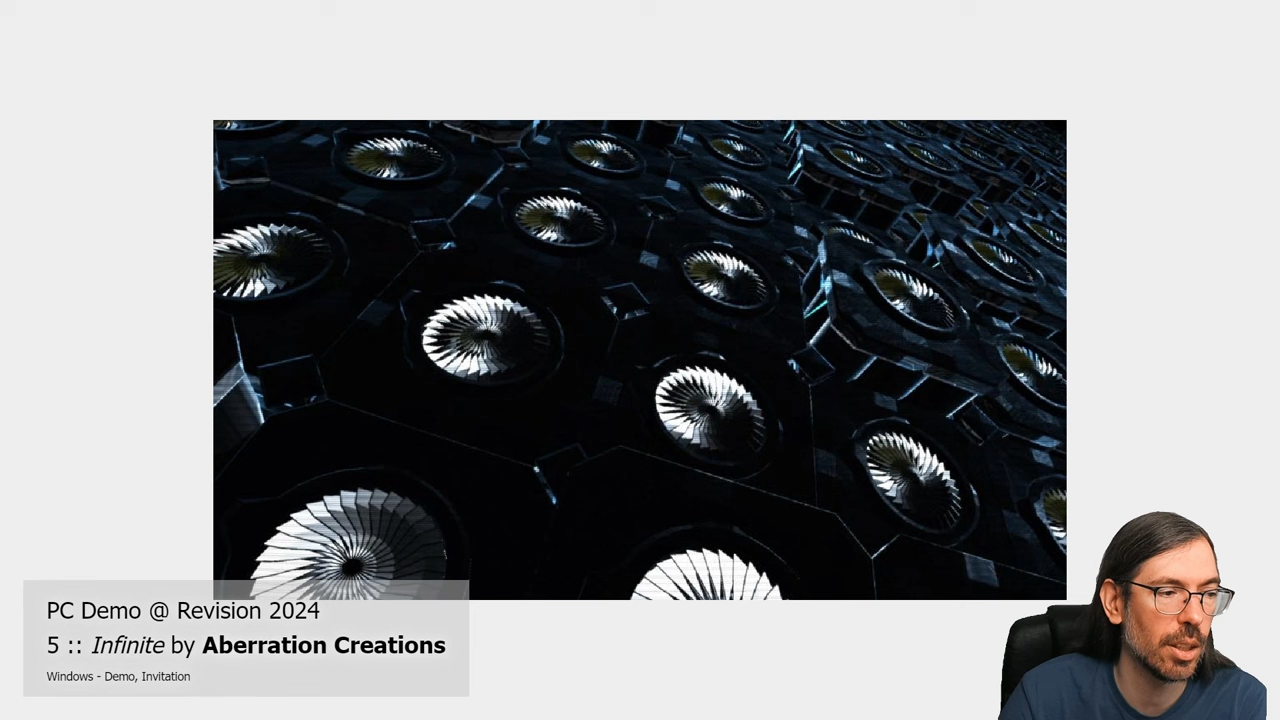 PC Demo @ Revision 2024
5 :: Infinite by Aberration Creations
Windows - Demo, Invitation